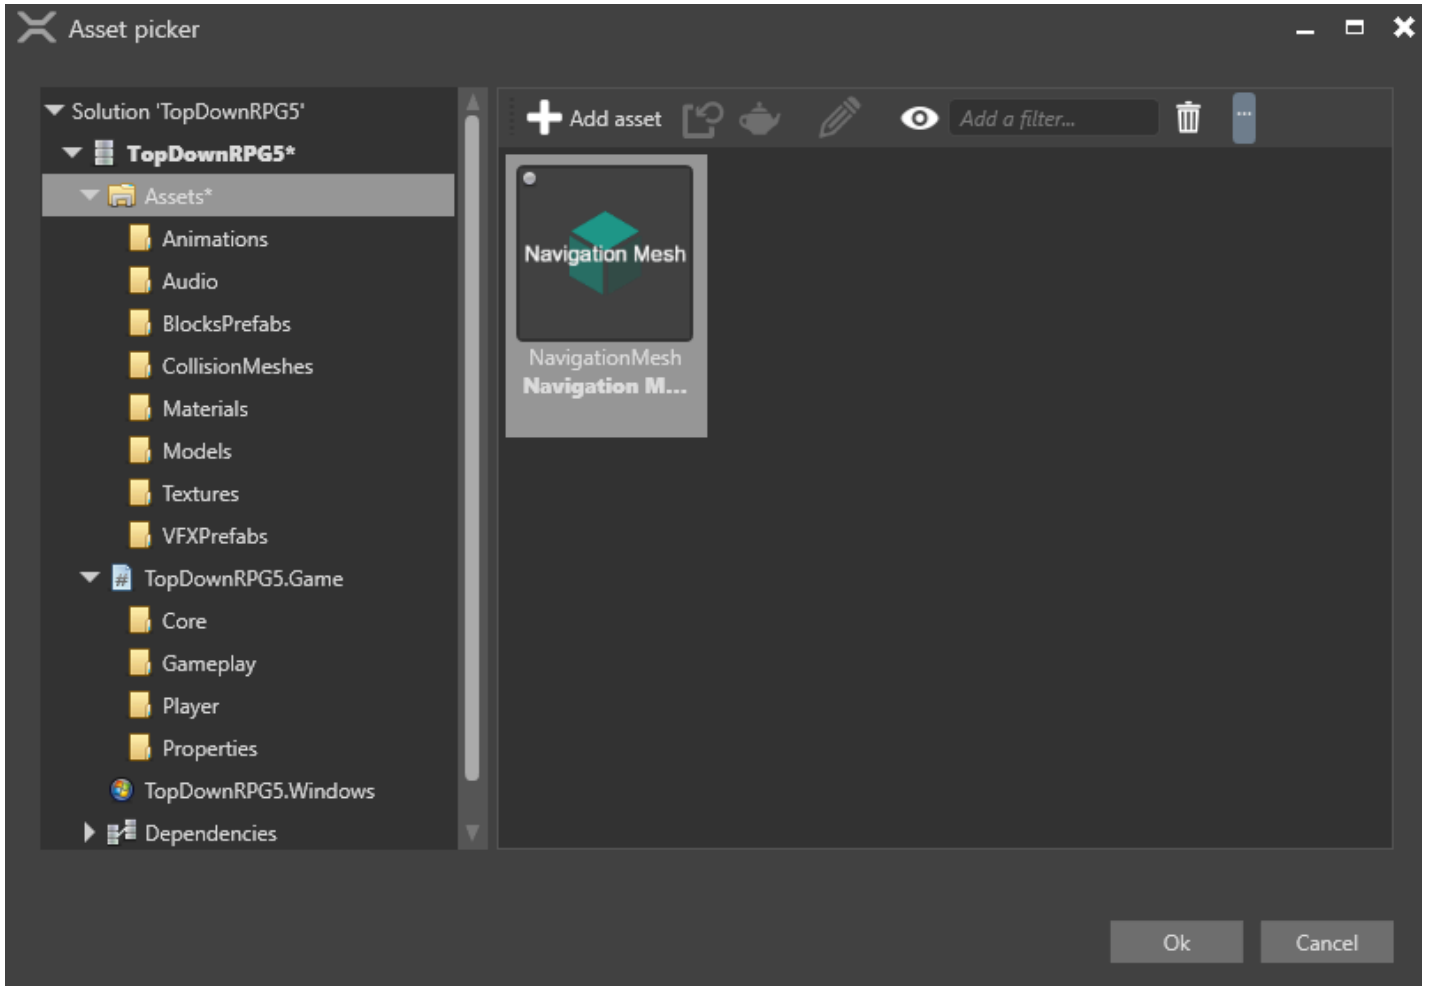 Asset picker
Solution 'TopDownRPG5'
TopDownRPG5*
Assets*
Animations
Audio
BlocksPrefabs
CollisionMeshes
Materials
Models
Textures
VFXPrefabs
TopDownRPG5.Game
Core
Gameplay
Player
Properties
TopDownRPG5.Windows
Dependencies
Add asset
Add a filter...
Navigation Mesh
NavigationMesh
Navigation M...
Ok
Cancel